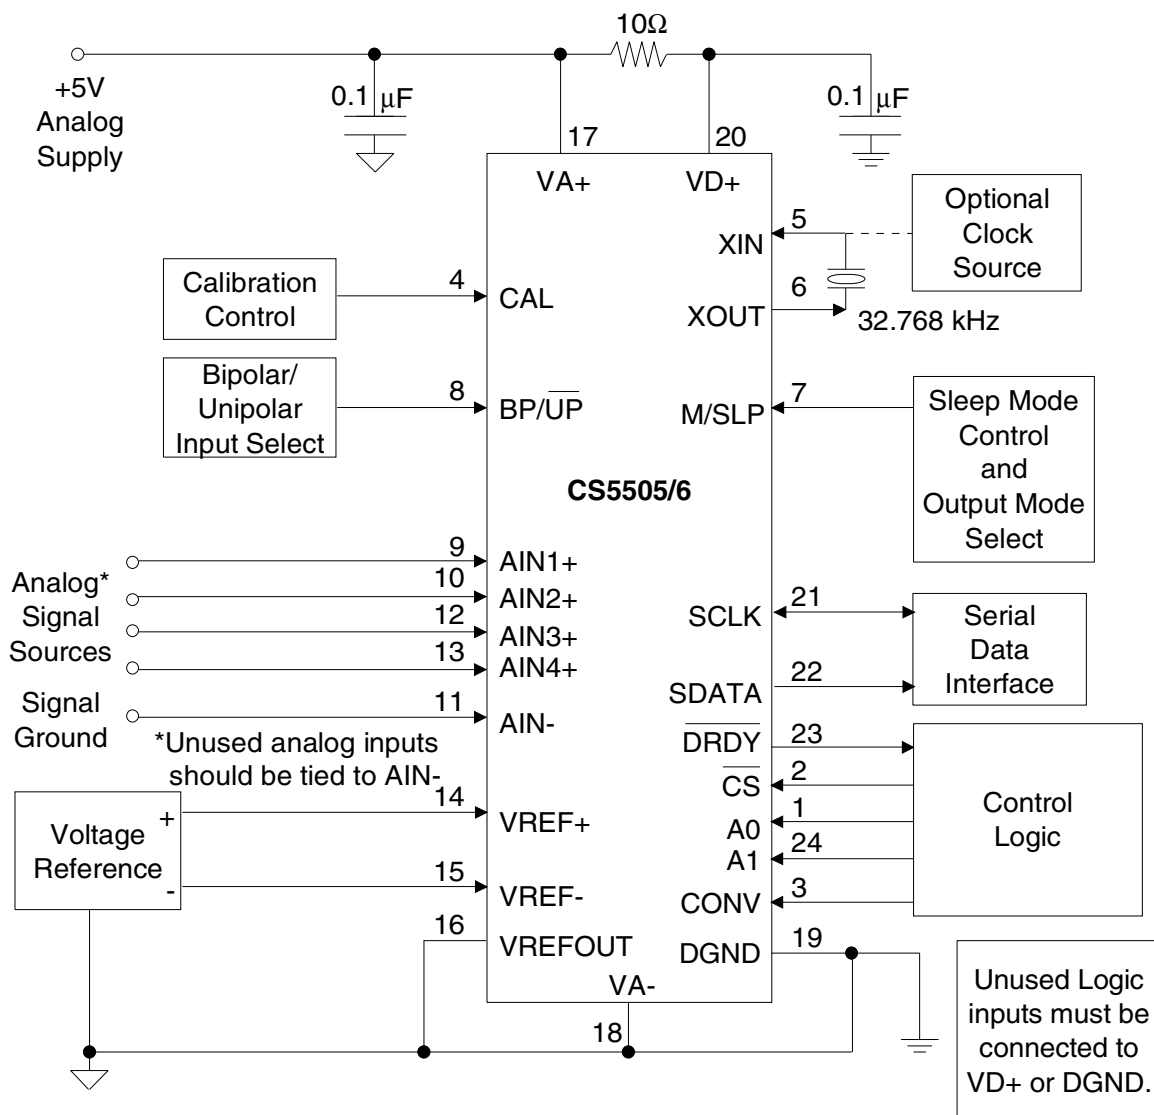 10Ω
+5V
Analog
Supply
0.1 µF
0.1 µF
17
20
VA+
VD+
Optional
Clock
Source
5
XIN
6
XOUT
32.768 kHz
Calibration
Control
4
CAL
Bipolar/
Unipolar
Input Select
8
BP/U̅P̅
7
M/SLP
Sleep Mode
Control
and
Output Mode
Select
CS5505/6
Analog*
Signal
Sources
9
AIN1+
10
AIN2+
12
AIN3+
13
AIN4+
Signal
Ground
11
AIN-
*Unused analog inputs
should be tied to AIN-
21
SCLK
22
SDATA
Serial
Data
Interface
23
D̅R̅D̅Y̅
2
C̅S̅
1
A0
24
A1
3
CONV
Control
Logic
Voltage
Reference
+
-
14
VREF+
15
VREF-
16
VREFOUT
19
DGND
VA-
18
Unused Logic
inputs must be
connected to
VD+ or DGND.